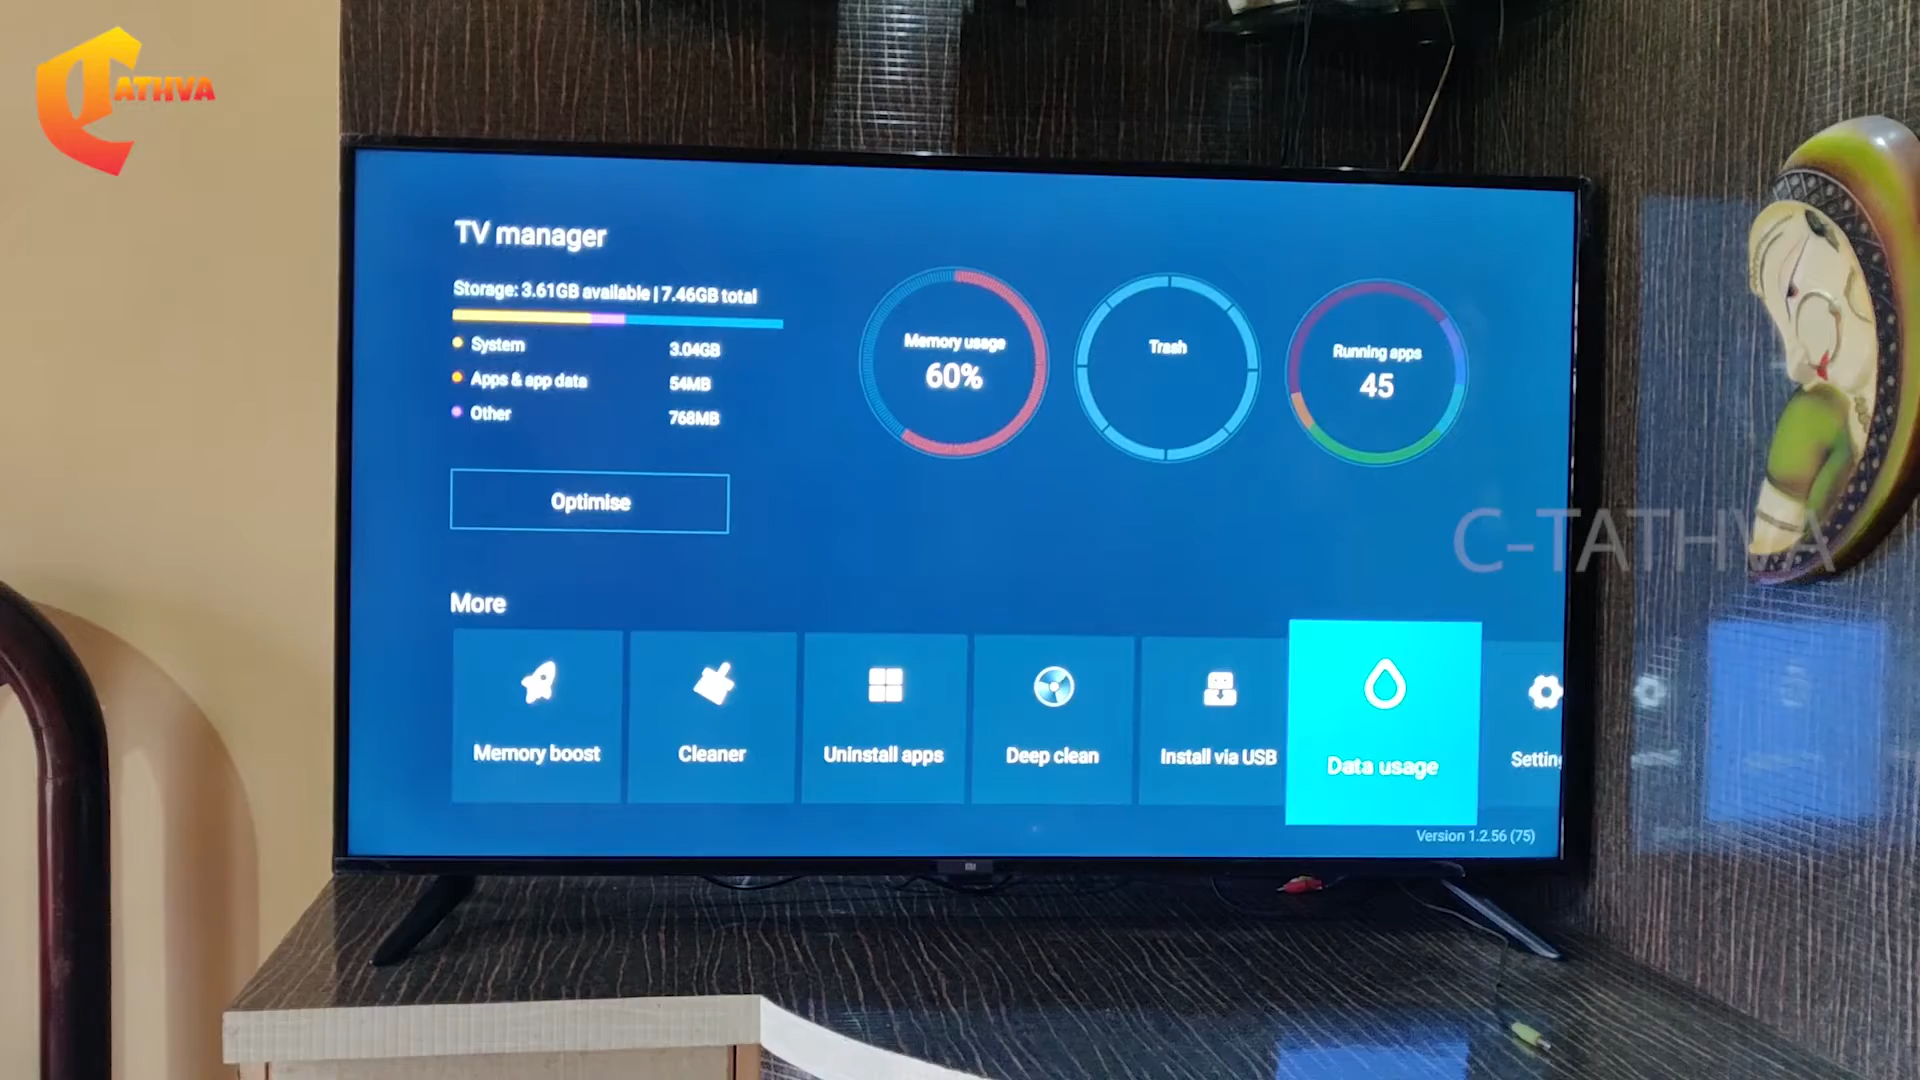 TATHVA
TV manager
Storage: 3.61GB available | 7.46GB total
System 3.04GB
Apps & app data 54MB
Other 768MB
Optimise
Memory usage
60%
Trash
Running apps
45
C-TATHVA
More
Memory boost
Cleaner
Uninstall apps
Deep clean
Install via USB
Data usage
Settin
Version 1.2.56 (75)
MI